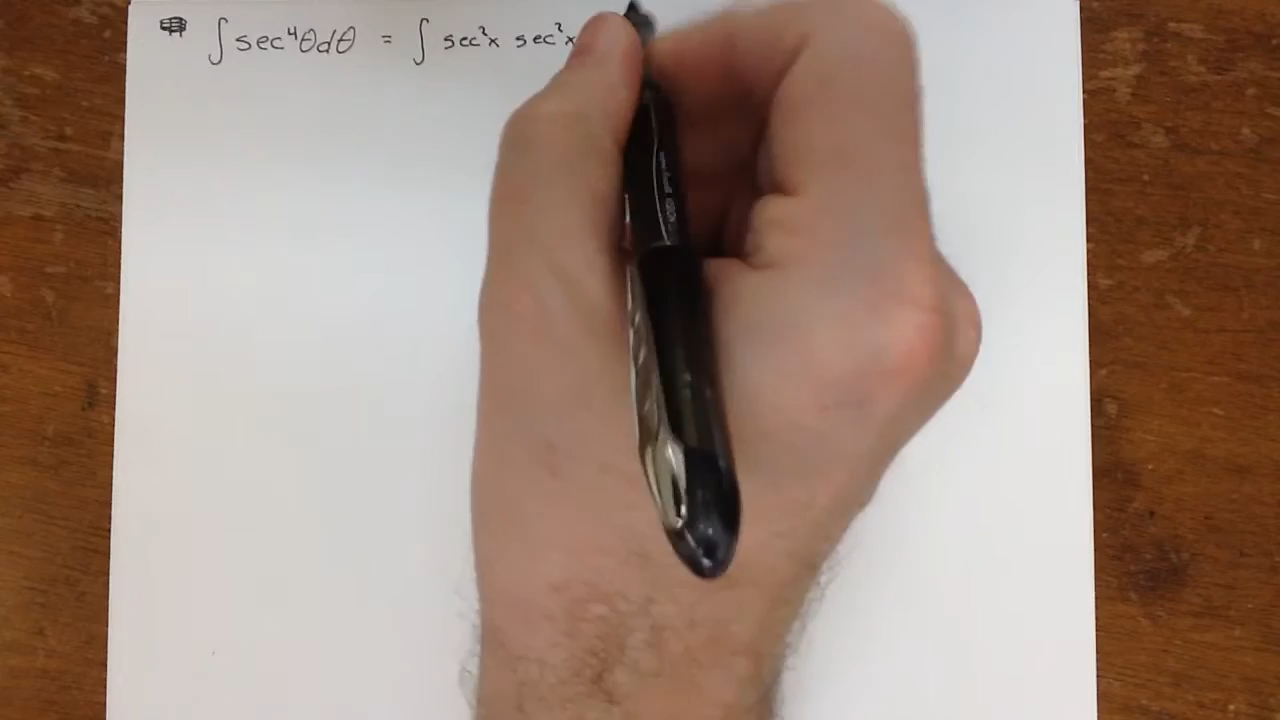 ∫ sec⁴θdθ = ∫ sec²x sec²x